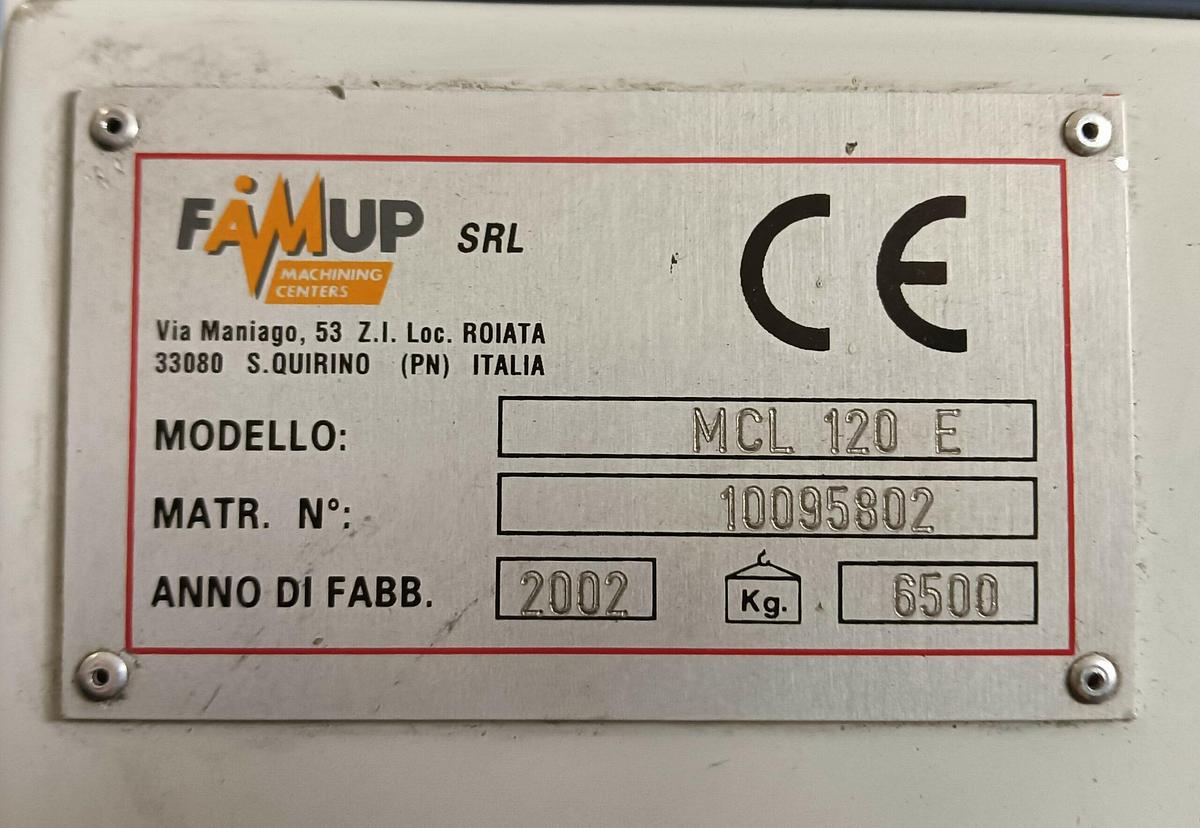 FAMUP SRL
MACHINING
CENTERS
CE
Via Maniago, 53 Z.I. Loc. ROIATA
33080 S.QUIRINO (PN) ITALIA
MODELLO: MCL 120 E
MATR. N°: 10095802
ANNO DI FABB. 2002 Kg. 6500